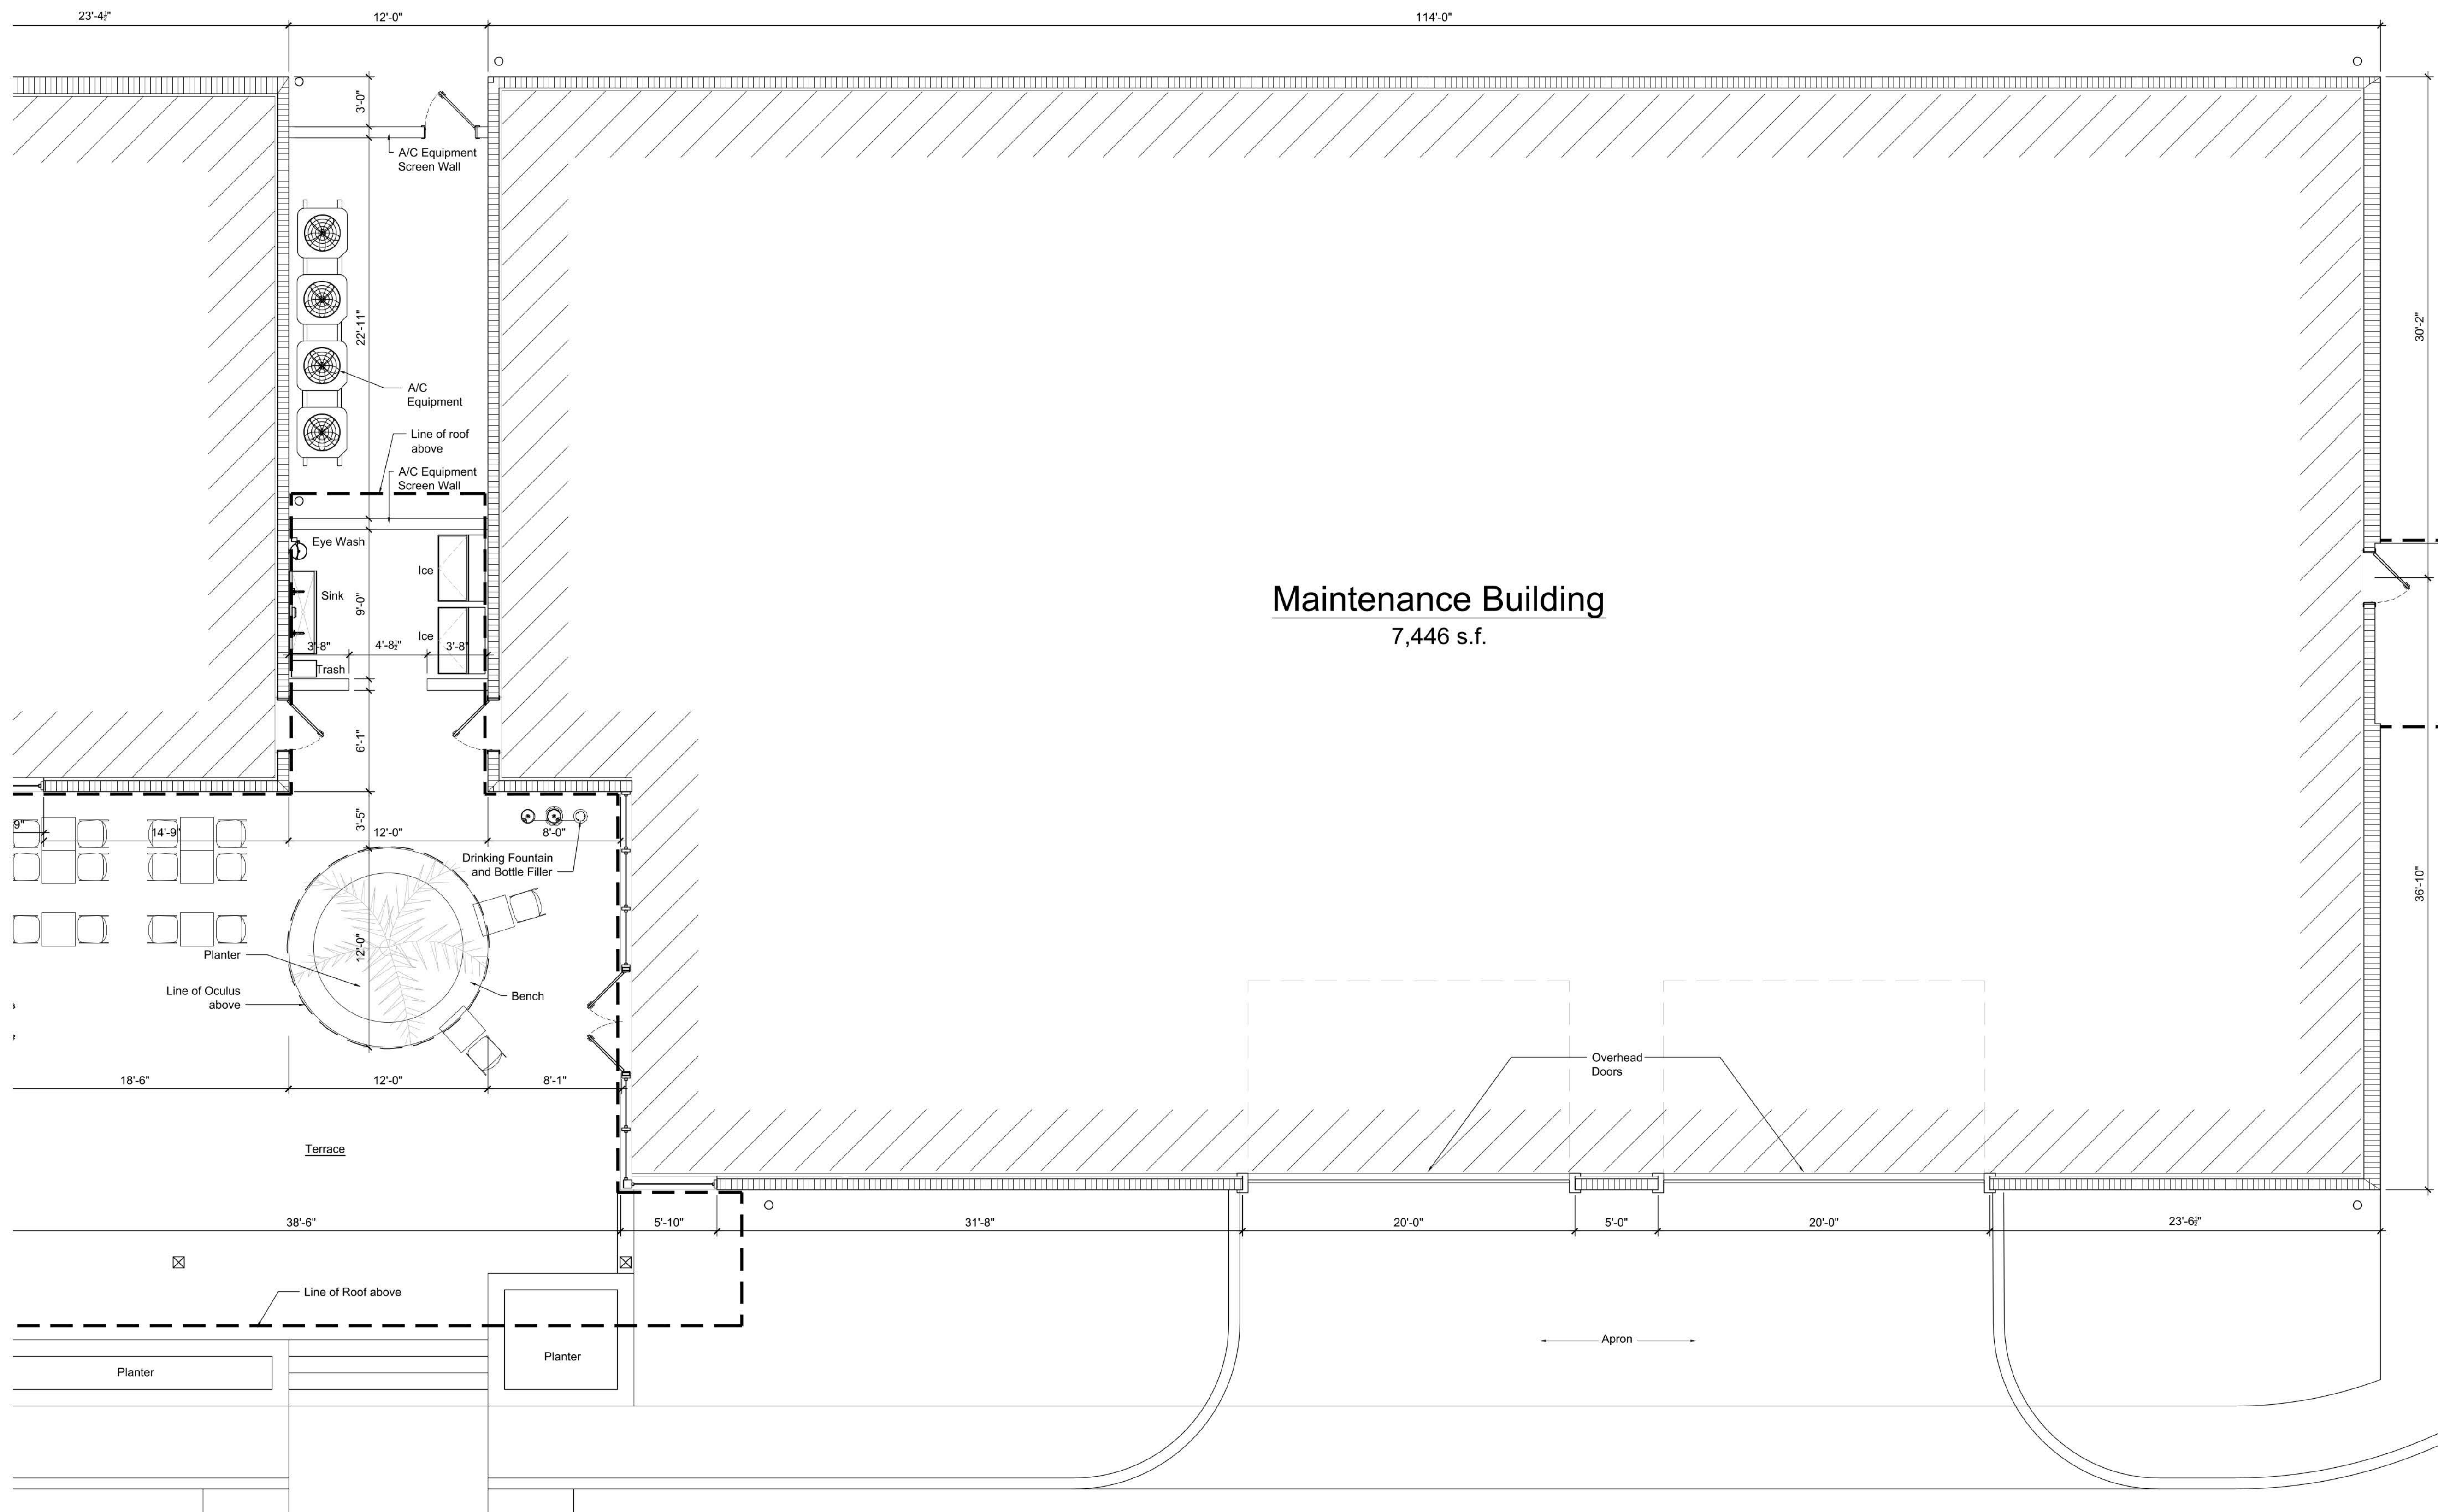 23'-4½"
12'-0"
114'-0"
3'-0"
A/C Equipment
Screen Wall
22'-11"
30'-2"
A/C
Equipment
Line of roof
above
A/C Equipment
Screen Wall
Eye Wash
Ice
Sink
9'-0"
Maintenance Building
7,446 s.f.
Ice
3'-8"
4'-8½"
3'-8"
Trash
6'-1"
3'-5"
9"
14'-9"
12'-0"
8'-0"
Drinking Fountain
and Bottle Filler
36'-10"
12'-0"
Planter
Line of Oculus
above
Bench
Overhead
Doors
18'-6"
12'-0"
8'-1"
Terrace
38'-6"
5'-10"
31'-8"
20'-0"
5'-0"
20'-0"
23'-6½"
Line of Roof above
Apron
Planter
Planter